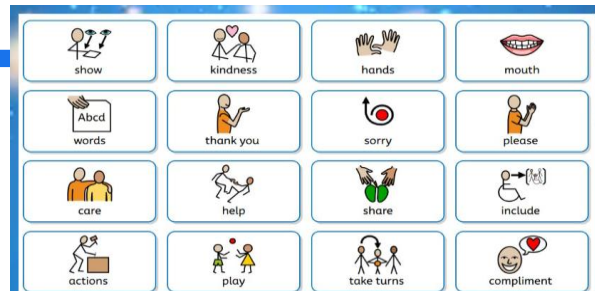 show
kindness
hands
mouth
Abcd
words
thank you
sorry
please
care
help
share
include
actions
play
take turns
compliment